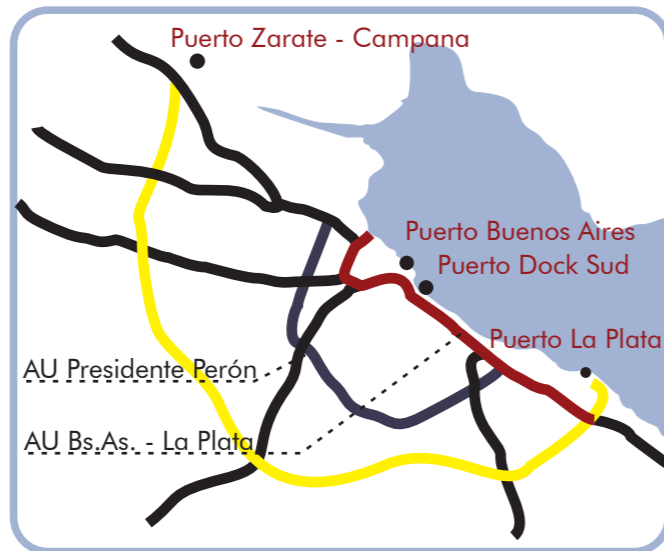 Puerto Zarate - Campana
Puerto Buenos Aires
Puerto Dock Sud
Puerto La Plata
AU Presidente Perón
AU Bs.As. - La Plata